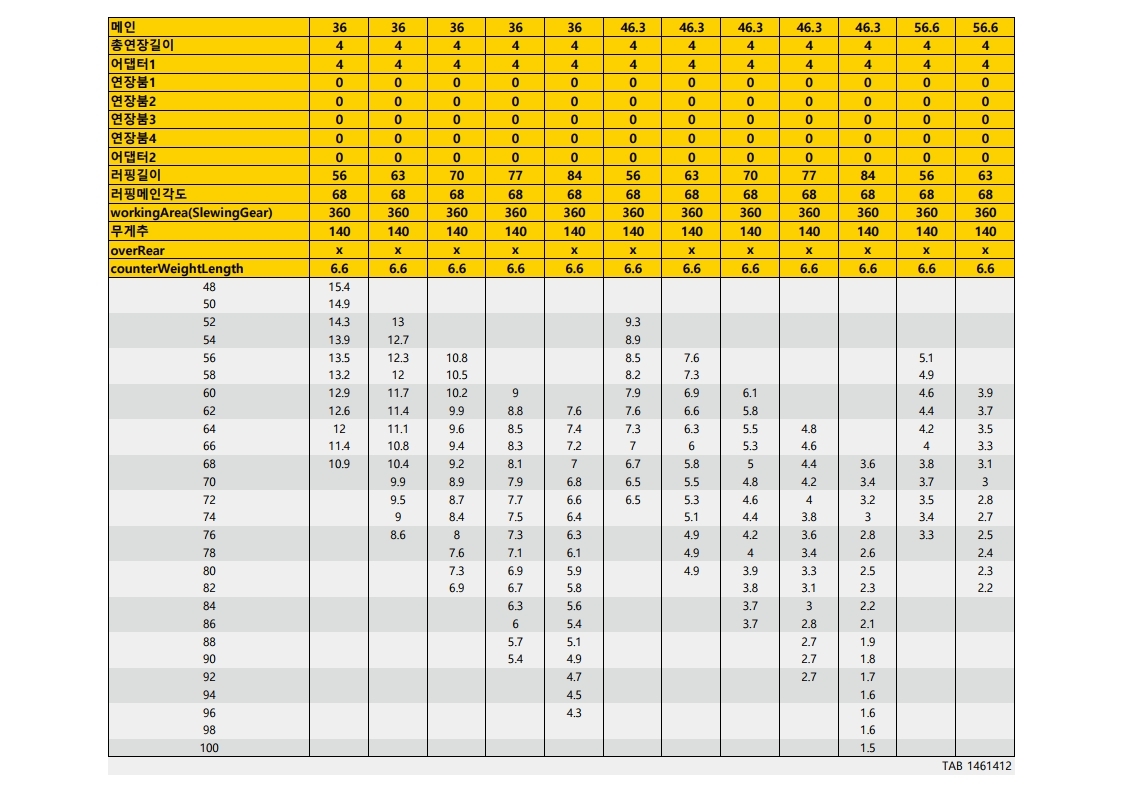 메인 36 36 36 36 36 46.3 46.3 46.3 46.3 46.3 56.6 56.6
총연장길이 4 4 4 4 4 4 4 4 4 4 4 4
어댑터1 4 4 4 4 4 4 4 4 4 4 4 4
연장붐1 0 0 0 0 0 0 0 0 0 0 0 0
연장붐2 0 0 0 0 0 0 0 0 0 0 0 0
연장붐3 0 0 0 0 0 0 0 0 0 0 0 0
연장붐4 0 0 0 0 0 0 0 0 0 0 0 0
어댑터2 0 0 0 0 0 0 0 0 0 0 0 0
러핑길이 56 63 70 77 84 56 63 70 77 84 56 63
러핑메인각도 68 68 68 68 68 68 68 68 68 68 68 68
workingArea(SlewingGear) 360 360 360 360 360 360 360 360 360 360 360 360
무게추 140 140 140 140 140 140 140 140 140 140 140 140
overRear x x x x x x x x x x x x
counterWeightLength 6.6 6.6 6.6 6.6 6.6 6.6 6.6 6.6 6.6 6.6 6.6 6.6
48 15.4
50 14.9
52 14.3 13 9.3
54 13.9 12.7 8.9
56 13.5 12.3 10.8 8.5 7.6 5.1
58 13.2 12 10.5 8.2 7.3 4.9
60 12.9 11.7 10.2 9 7.9 6.9 6.1 4.6 3.9
62 12.6 11.4 9.9 8.8 7.6 7.6 6.6 5.8 4.4 3.7
64 12 11.1 9.6 8.5 7.4 7.3 6.3 5.5 4.8 4.2 3.5
66 11.4 10.8 9.4 8.3 7.2 7 6 5.3 4.6 4 3.3
68 10.9 10.4 9.2 8.1 7 6.7 5.8 5 4.4 3.6 3.8 3.1
70 9.9 8.9 7.9 6.8 6.5 5.5 4.8 4.2 3.4 3.7 3
72 9.5 8.7 7.7 6.6 6.5 5.3 4.6 4 3.2 3.5 2.8
74 9 8.4 7.5 6.4 5.1 4.4 3.8 3 3.4 2.7
76 8.6 8 7.3 6.3 4.9 4.2 3.6 2.8 3.3 2.5
78 7.6 7.1 6.1 4.9 4 3.4 2.6 2.4
80 7.3 6.9 5.9 4.9 3.9 3.3 2.5 2.3
82 6.9 6.7 5.8 3.8 3.1 2.3 2.2
84 6.3 5.6 3.7 3 2.2
86 6 5.4 3.7 2.8 2.1
88 5.7 5.1 2.7 1.9
90 5.4 4.9 2.7 1.8
92 4.7 2.7 1.7
94 4.5 1.6
96 4.3 1.6
98 1.6
100 1.5
TAB 1461412